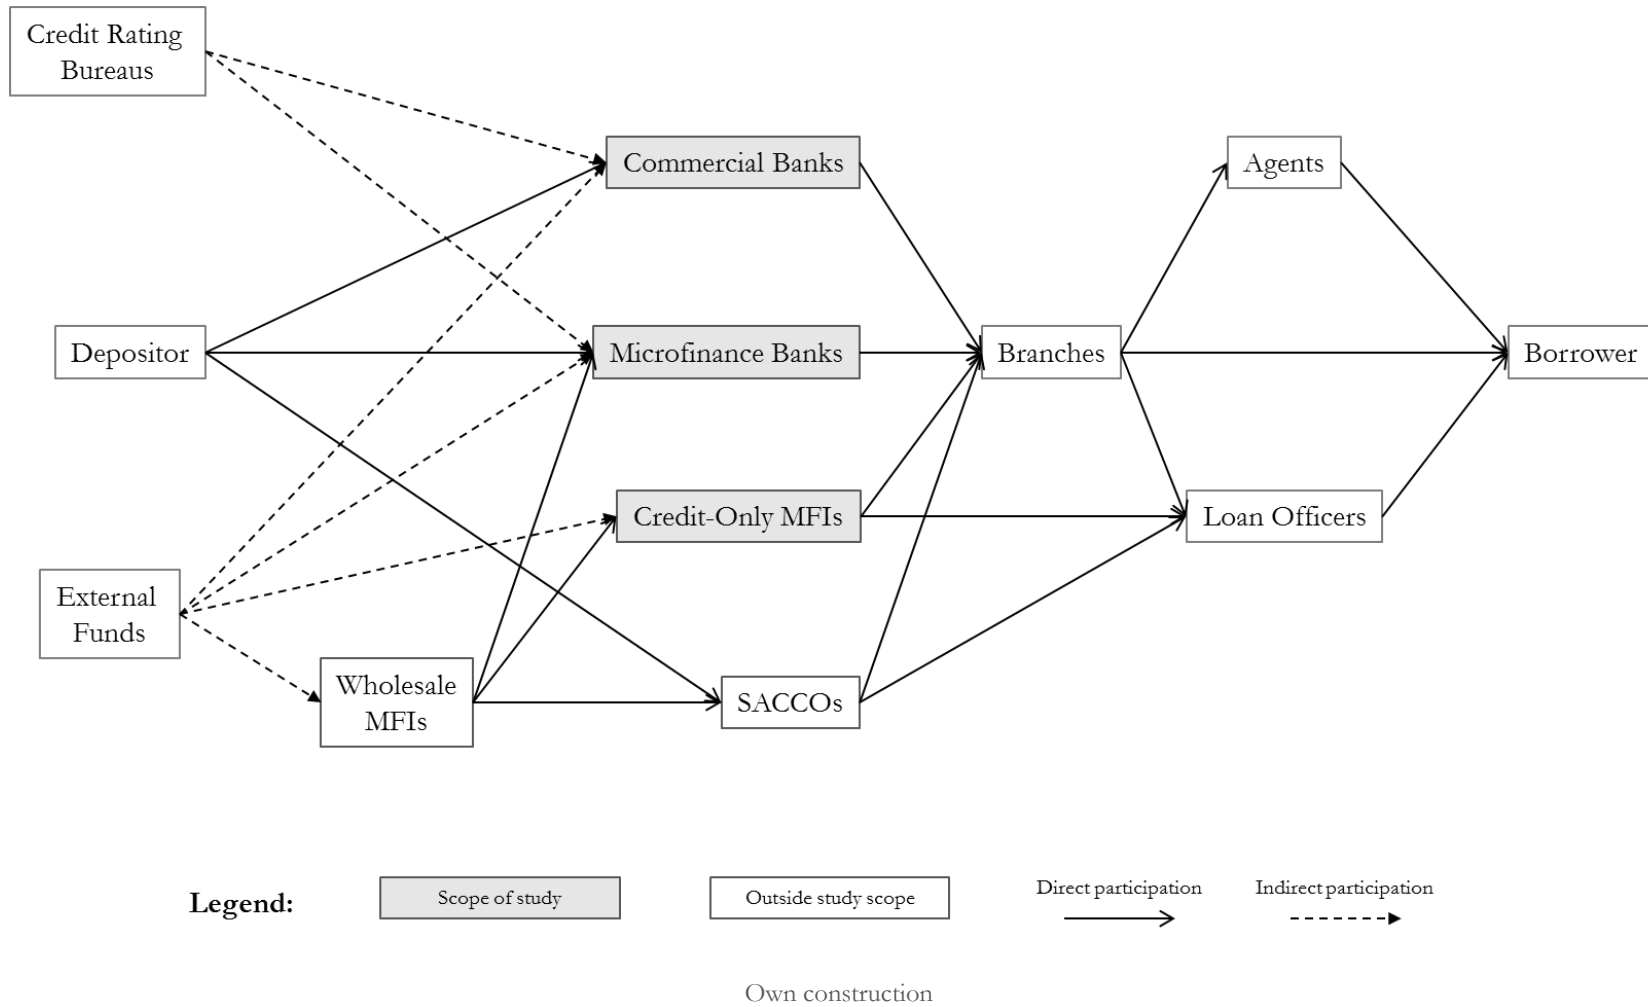 Credit Rating
Bureaus
Commercial Banks
Agents
Depositor
Microfinance Banks
Branches
Borrower
Credit-Only MFIs
Loan Officers
External
Funds
Wholesale
MFIs
SACCOs
Legend:
Scope of study
Outside study scope
Direct participation
Indirect participation
Own construction